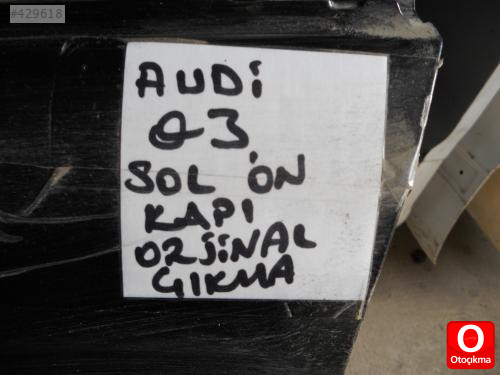 #429618
AUDİ
Q3
SOL ÖN
KAPI
ORJİNAL
ÇIKMA
O
Otoçıkma